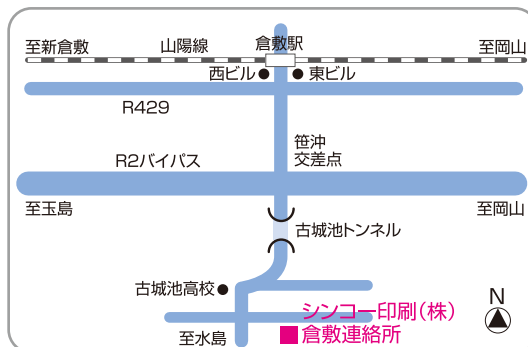 至新倉敷
山陽線
倉敷駅
至岡山
西ビル
東ビル
R429
笹沖
交差点
R2バイパス
至玉島
至岡山
古城池トンネル
古城池高校
シンコー印刷(株)
倉敷連絡所
至水島
N